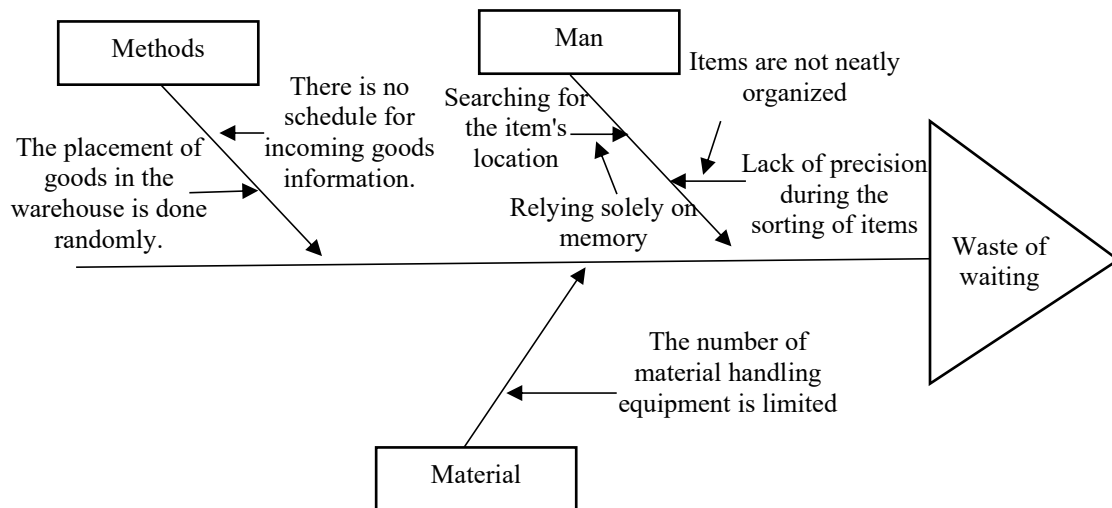 Methods
There is no
schedule for
incoming goods
information.
The placement of
goods in the
warehouse is done
randomly.
Man
Searching for
the item's
location
Relying solely on
memory
Items are not neatly
organized
Lack of precision
during the
sorting of items
Waste of
waiting
The number of
material handling
equipment is limited
Material